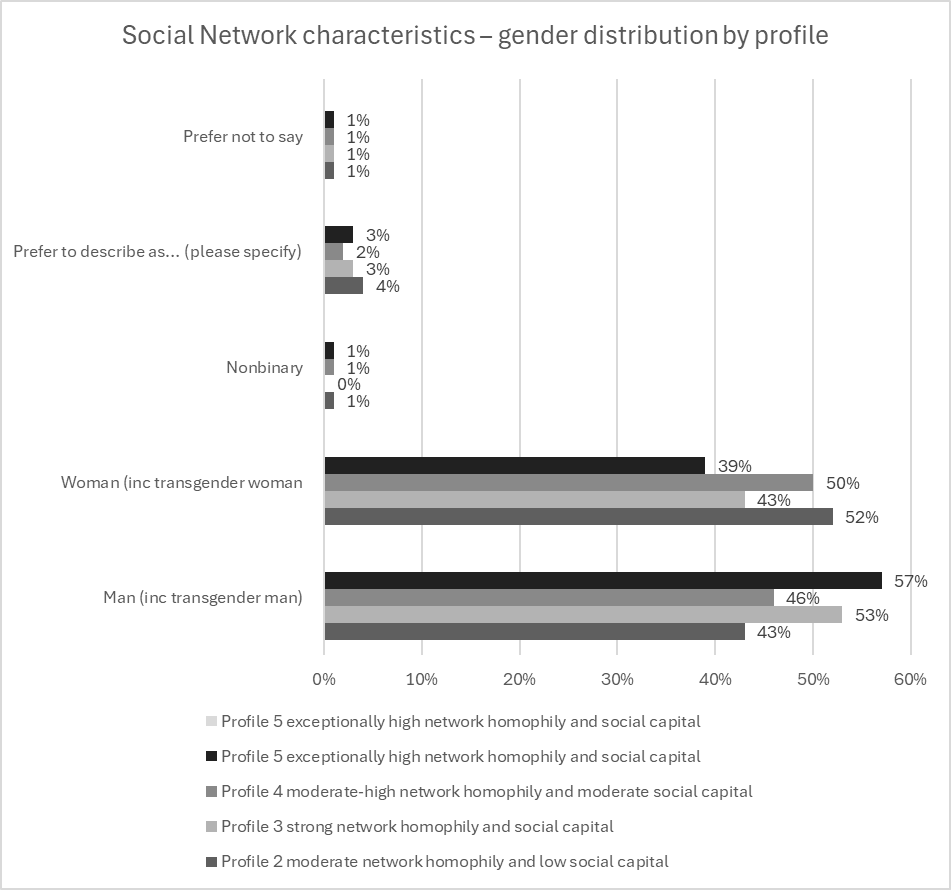 Social Network characteristics – gender distribution by profile
Prefer not to say
1%
1%
1%
1%
Prefer to describe as... (please specify)
3%
2%
3%
4%
Nonbinary
1%
1%
0%
1%
Woman (inc transgender woman
39%
50%
43%
52%
Man (inc transgender man)
57%
46%
53%
43%
0% 10% 20% 30% 40% 50% 60%
Profile 5 exceptionally high network homophily and social capital
Profile 5 exceptionally high network homophily and social capital
Profile 4 moderate-high network homophily and moderate social capital
Profile 3 strong network homophily and social capital
Profile 2 moderate network homophily and low social capital